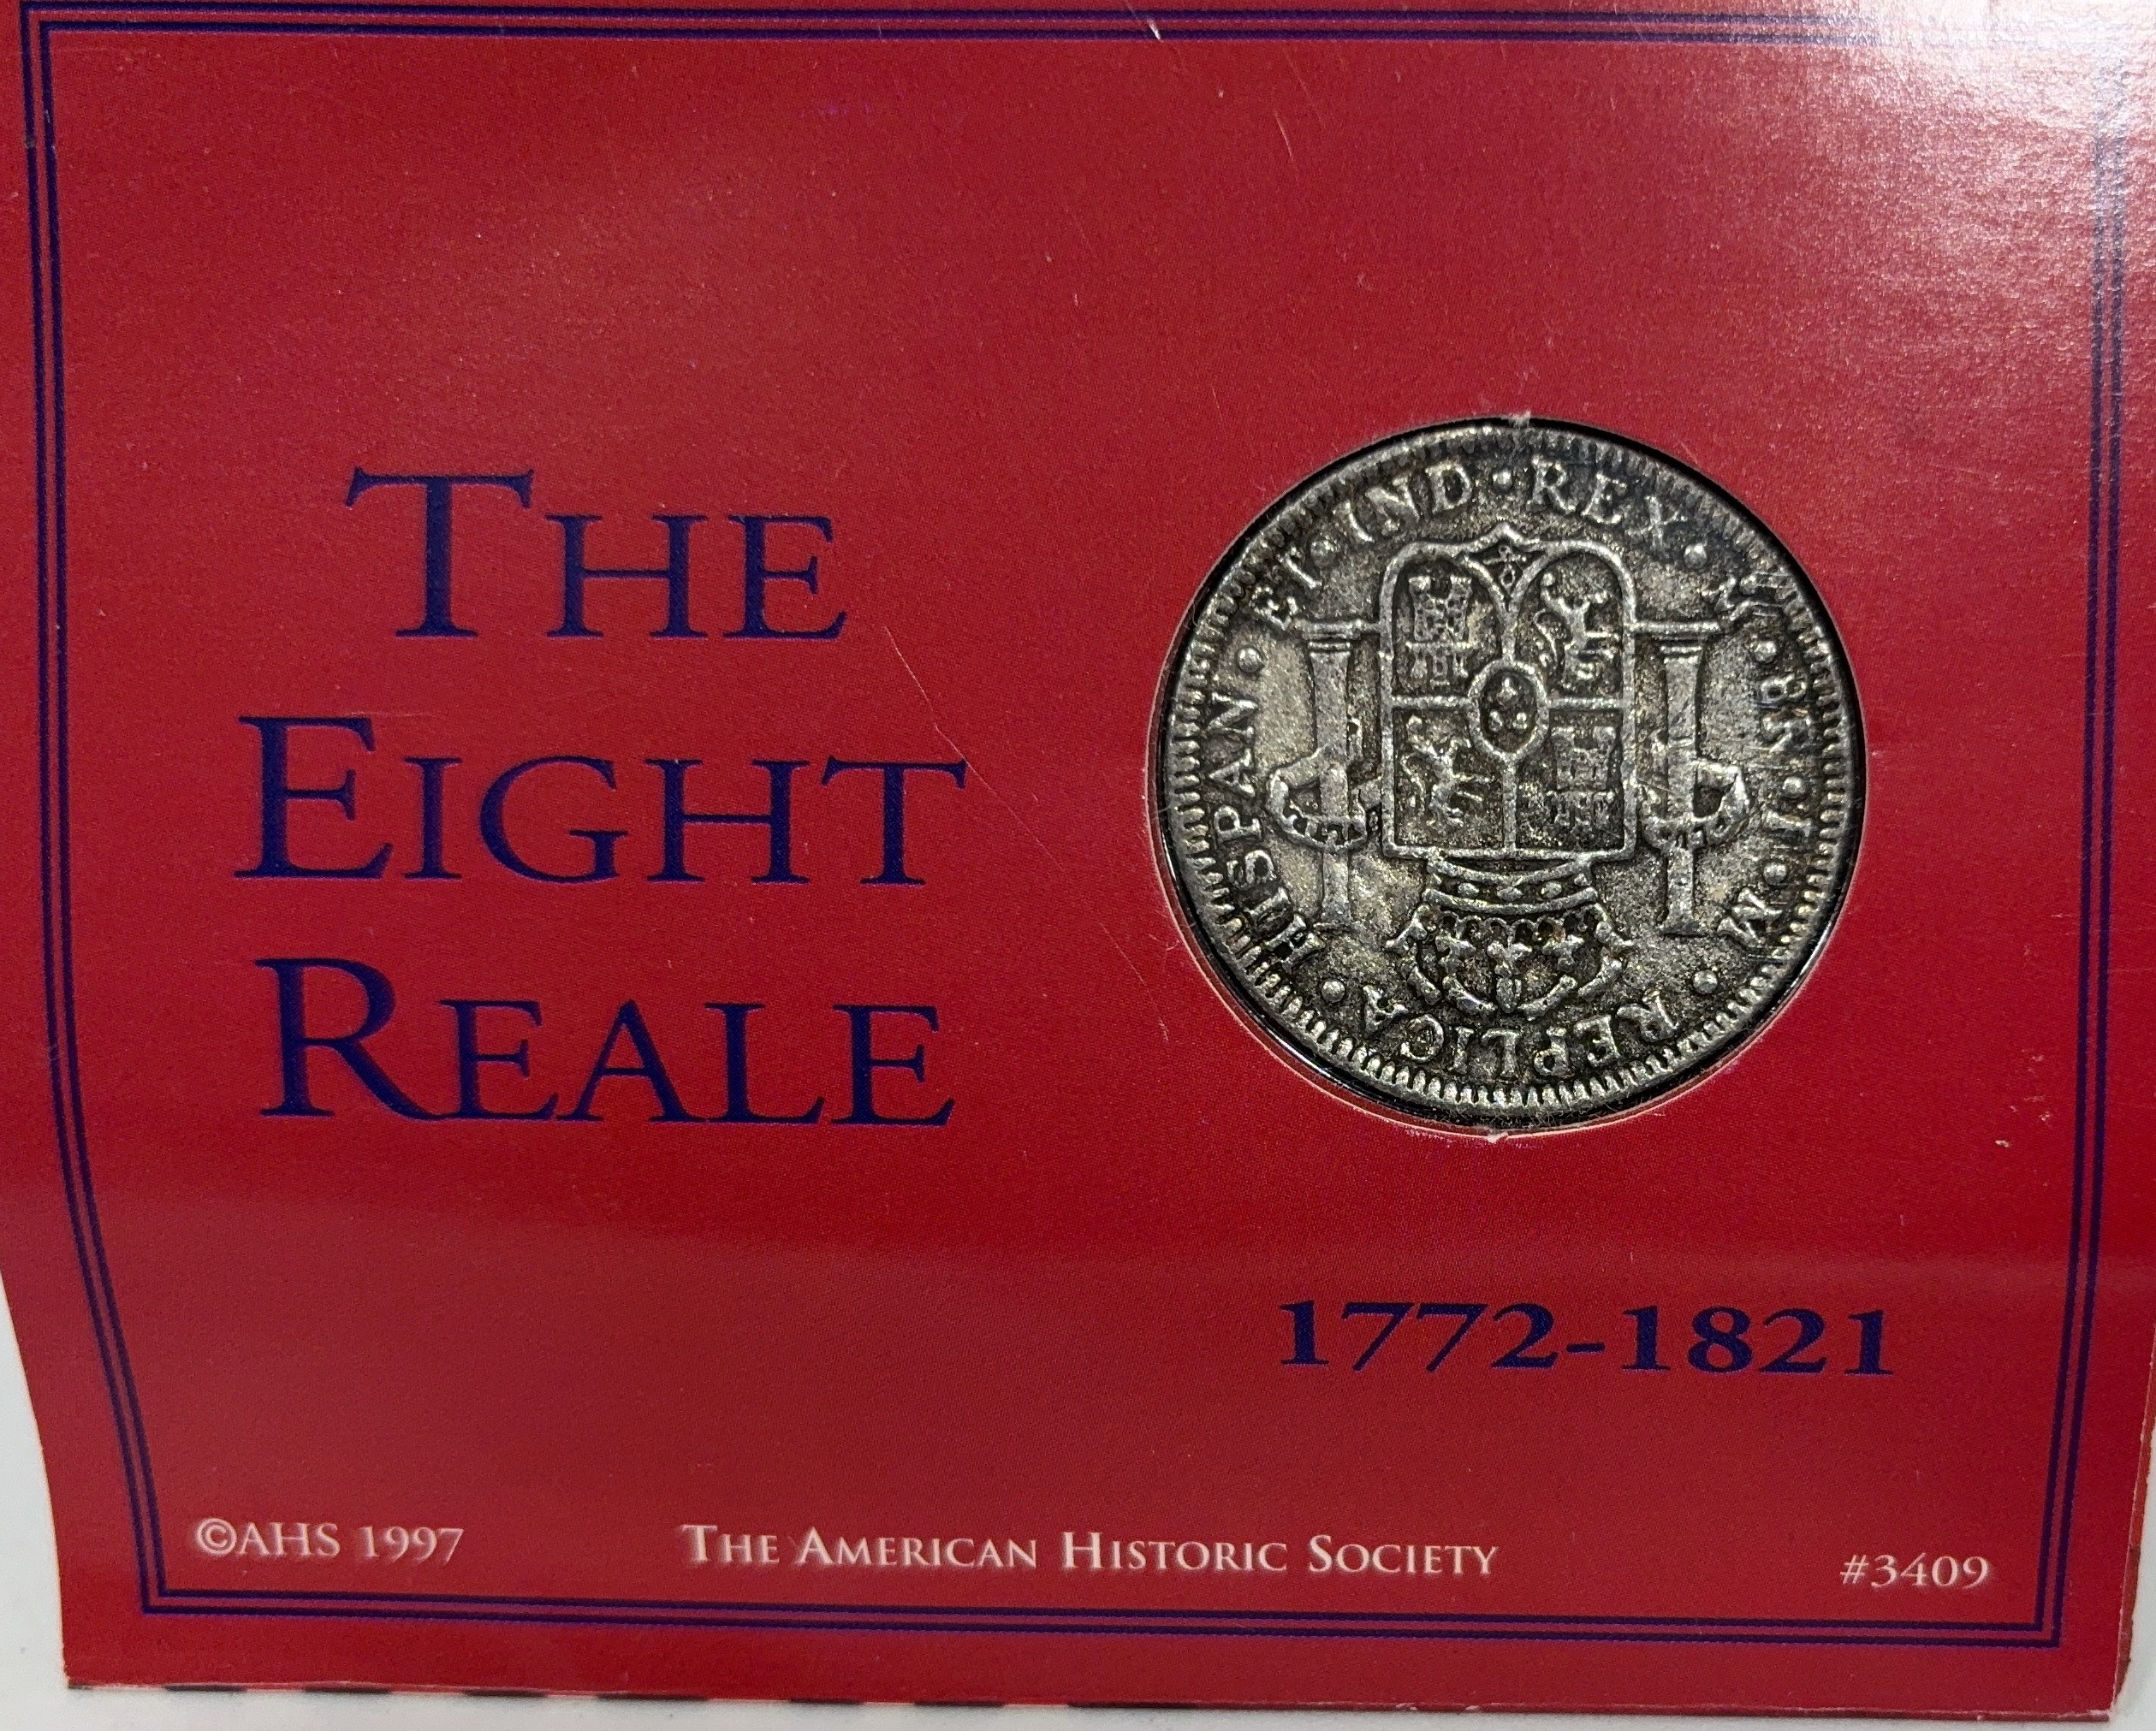 THE
EIGHT
REALE
· HISPAN · ET · IND · REX · M · 8R · I · M ·
REPLICA
1772-1821
©AHS 1997
THE AMERICAN HISTORIC SOCIETY
#3409